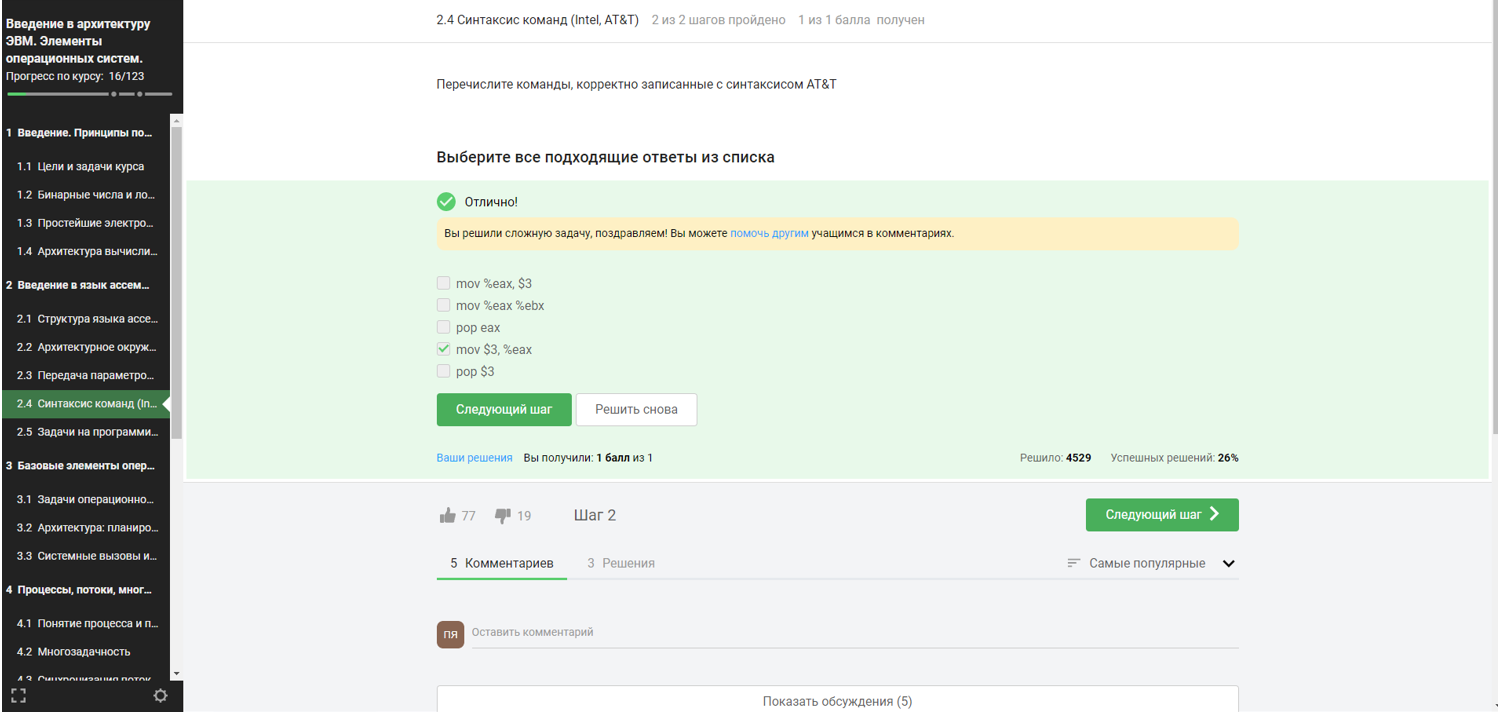 Введение в архитектуру
ЭВМ. Элементы
операционных систем.
Прогресс по курсу: 16/123
1 Введение. Принципы по...
1.1 Цели и задачи курса
1.2 Бинарные числа и ло...
1.3 Простейшие электро...
1.4 Архитектура вычисли...
2 Введение в язык ассем...
2.1 Структура языка ассе...
2.2 Архитектурное окруж...
2.3 Передача параметро...
2.4 Синтаксис команд (In...
2.5 Задачи на программи...
3 Базовые элементы опер...
3.1 Задачи операционно...
3.2 Архитектура: планиро...
3.3 Системные вызовы и...
4 Процессы, потоки, мног...
4.1 Понятие процесса и п...
4.2 Многозадачность
4.3 Синхронизация поток
2.4 Синтаксис команд (Intel, AT&T) 2 из 2 шагов пройдено 1 из 1 балла получен
Перечислите команды, корректно записанные с синтаксисом AT&T
Выберите все подходящие ответы из списка
Отлично!
Вы решили сложную задачу, поздравляем! Вы можете помочь другим учащимся в комментариях.
mov %eax, $3
mov %eax %ebx
pop eax
mov $3, %eax
pop $3
Следующий шаг Решить снова
Ваши решения Вы получили: 1 балл из 1 Решило: 4529 Успешных решений: 26%
77 19 Шаг 2 Следующий шаг
5 Комментариев 3 Решения Самые популярные
ПЯ Оставить комментарий
Показать обсуждения (5)